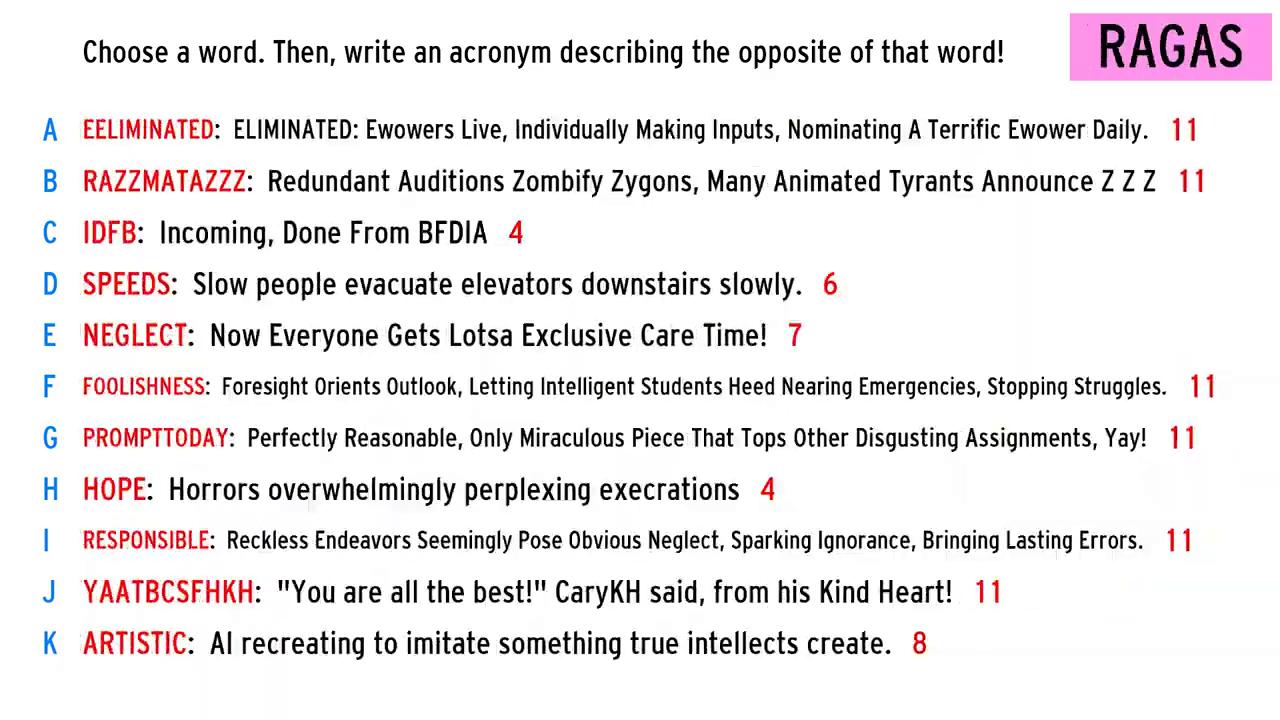 Choose a word. Then, write an acronym describing the opposite of that word!
RAGAS
A EELIMINATED: ELIMINATED: Ewowers Live, Individually Making Inputs, Nominating A Terrific Ewower Daily. 11
B RAZZMATAZZZ: Redundant Auditions Zombify Zygons, Many Animated Tyrants Announce Z Z Z 11
C IDFB: Incoming, Done From BFDIA 4
D SPEEDS: Slow people evacuate elevators downstairs slowly. 6
E NEGLECT: Now Everyone Gets Lotsa Exclusive Care Time! 7
F FOOLISHNESS: Foresight Orients Outlook, Letting Intelligent Students Heed Nearing Emergencies, Stopping Struggles. 11
G PROMPTTODAY: Perfectly Reasonable, Only Miraculous Piece That Tops Other Disgusting Assignments, Yay! 11
H HOPE: Horrors overwhelmingly perplexing execrations 4
I RESPONSIBLE: Reckless Endeavors Seemingly Pose Obvious Neglect, Sparking Ignorance, Bringing Lasting Errors. 11
J YAATBCSFHKH: "You are all the best!" CaryKH said, from his Kind Heart! 11
K ARTISTIC: AI recreating to imitate something true intellects create. 8